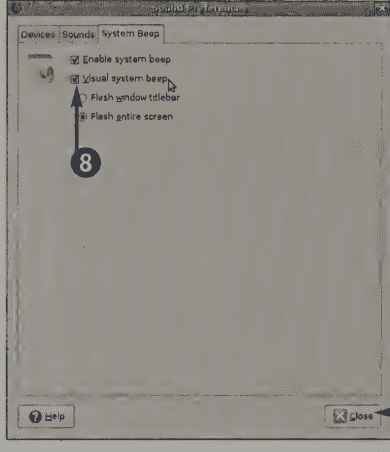 Sound Preferences
Devices Sounds System Beep
Enable system beep
Visual system beep
Flash window titlebar
Flash entire screen
8
Help Close